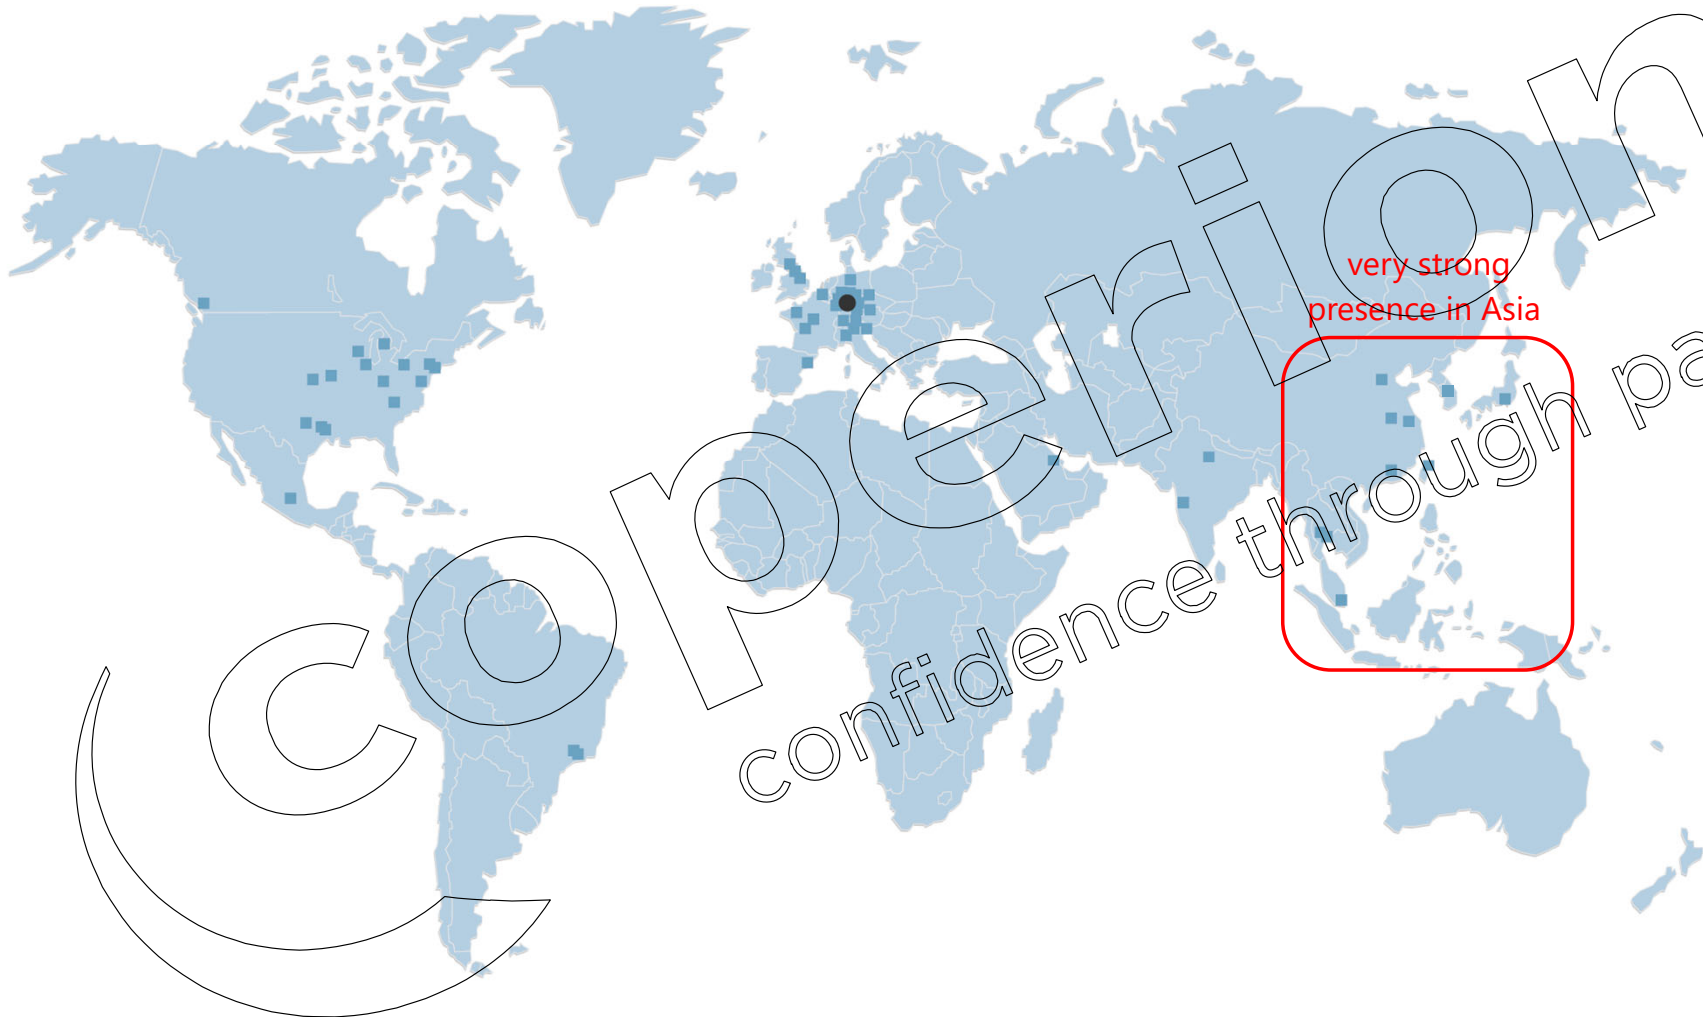 very strong
presence in Asia
coperion
confidence through pa